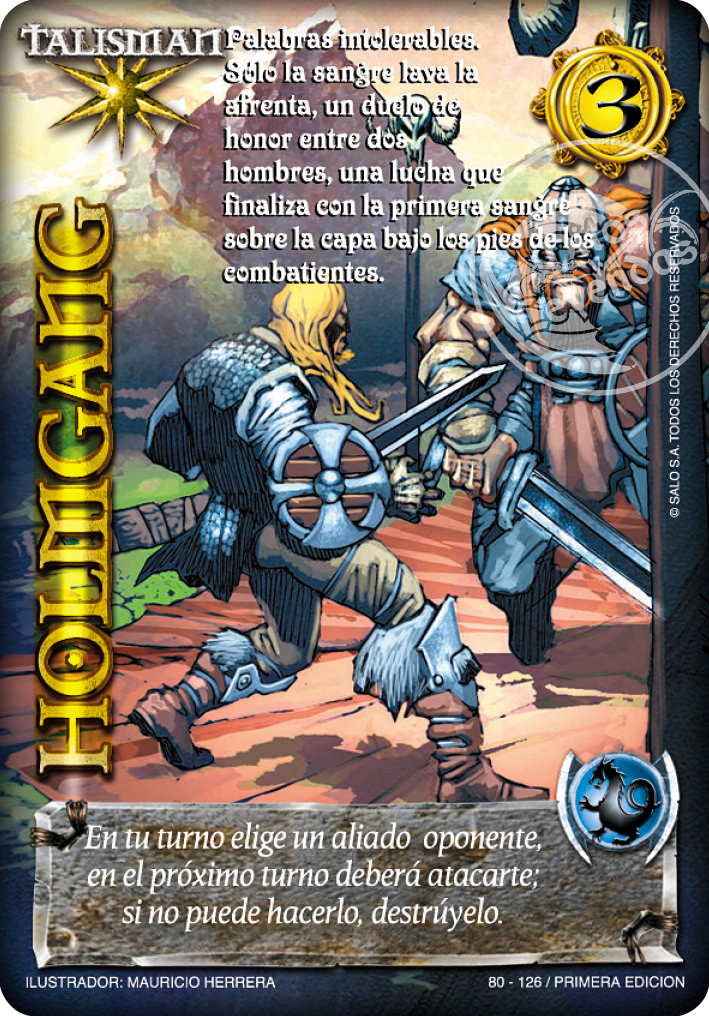 TALISMAN
Palabras intolerables.
Sólo la sangre lava la
afrenta, un duelo de
honor entre dos
hombres, una lucha que
finaliza con la primera sangre
sobre la capa bajo los pies de los
combatientes.
3
HOLMGANG
© SALO S.A. TODOS LOS DERECHOS RESERVADOS
En tu turno elige un aliado oponente,
en el próximo turno deberá atacarte;
si no puede hacerlo, destrúyelo.
ILUSTRADOR: MAURICIO HERRERA
80 - 126 / PRIMERA EDICION